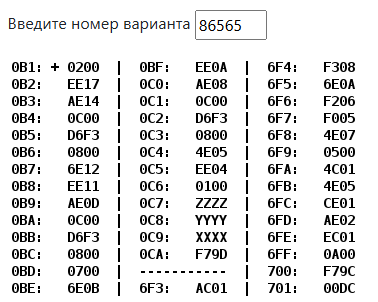 Введите номер варианта 86565
0B1: + 0200 | 0BF: EE0A | 6F4: F308
0B2: EE17 | 0C0: AE08 | 6F5: 6E0A
0B3: AE14 | 0C1: 0C00 | 6F6: F206
0B4: 0C00 | 0C2: D6F3 | 6F7: F005
0B5: D6F3 | 0C3: 0800 | 6F8: 4E07
0B6: 0800 | 0C4: 4E05 | 6F9: 0500
0B7: 6E12 | 0C5: EE04 | 6FA: 4C01
0B8: EE11 | 0C6: 0100 | 6FB: 4E05
0B9: AE0D | 0C7: ZZZZ | 6FC: CE01
0BA: 0C00 | 0C8: YYYY | 6FD: AE02
0BB: D6F3 | 0C9: XXXX | 6FE: EC01
0BC: 0800 | 0CA: F79D | 6FF: 0A00
0BD: 0700 | ----------- | 700: F79C
0BE: 6E0B | 6F3: AC01 | 701: 00DC